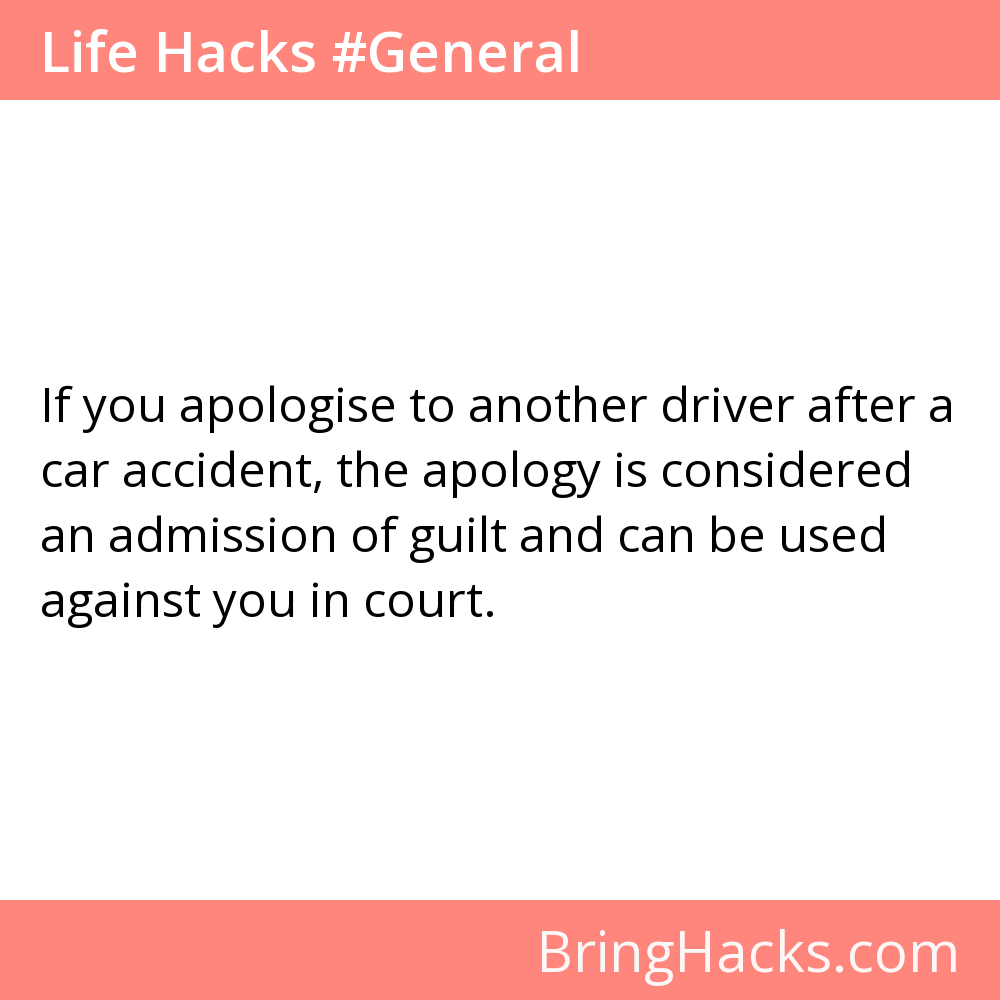 Life Hacks #General
If you apologise to another driver after a
car accident, the apology is considered
an admission of guilt and can be used
against you in court.
BringHacks.com